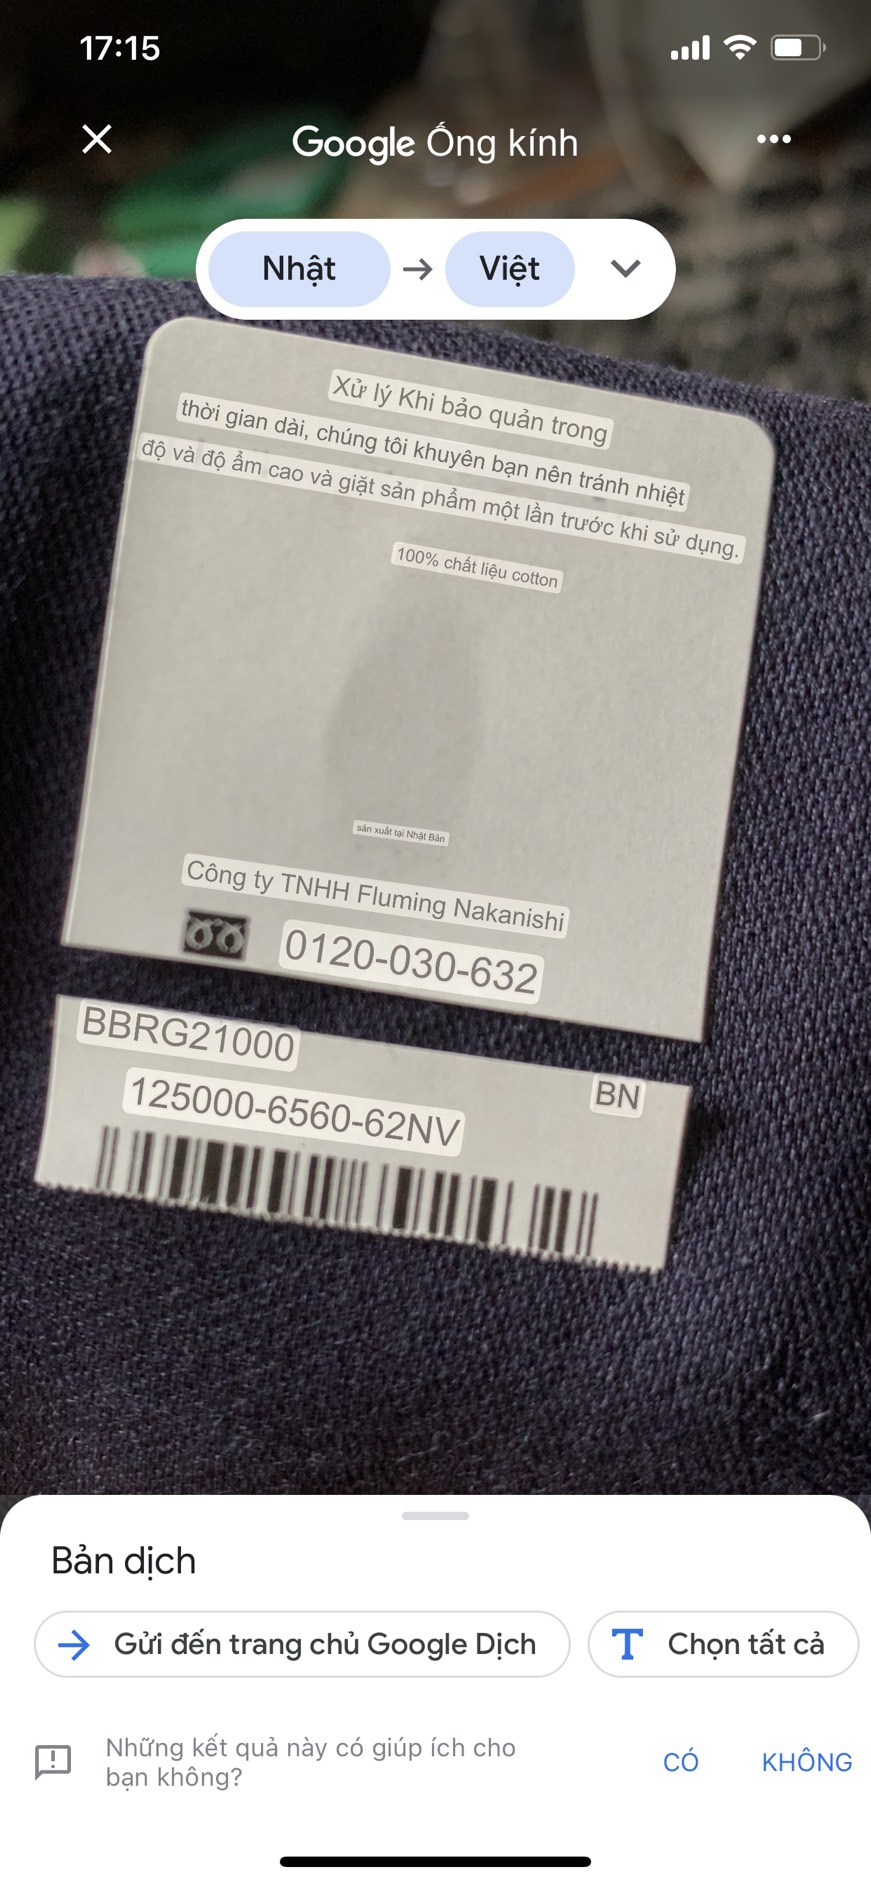 17:15
Google Ống kính
Nhật → Việt
Xử lý Khi bảo quản trong
thời gian dài, chúng tôi khuyên bạn nên tránh nhiệt
độ và độ ẩm cao và giặt sản phẩm một lần trước khi sử dụng.
100% chất liệu cotton
sản xuất tại Nhật Bản
Công ty TNHH Fluming Nakanishi
0120-030-632
BBRG21000
BN
125000-6560-62NV
Bản dịch
Gửi đến trang chủ Google Dịch
Chọn tất cả
Những kết quả này có giúp ích cho
bạn không?
CÓ
KHÔNG